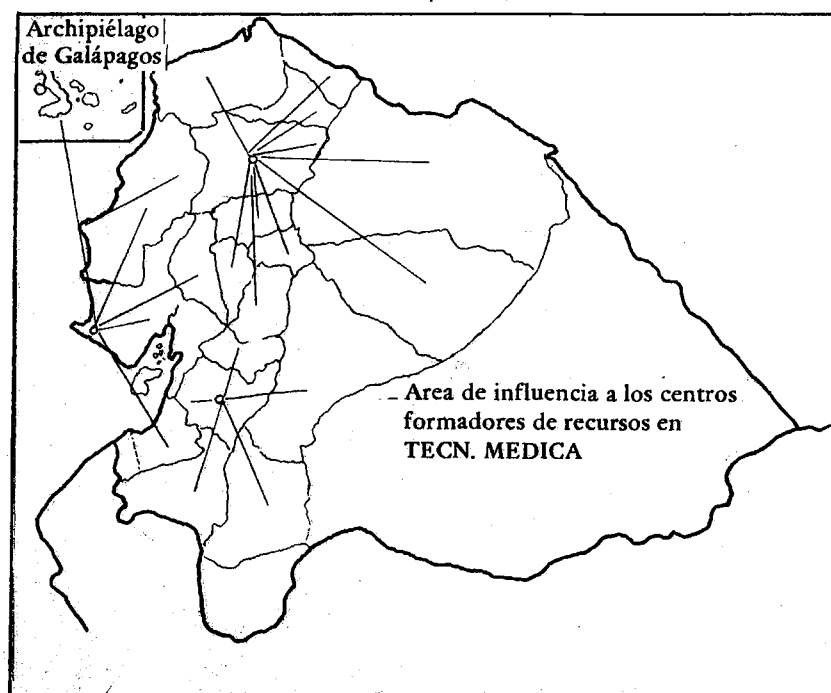 Archipiélago
de Galápagos
Area de influencia a los centros
formadores de recursos en
TECN. MEDICA